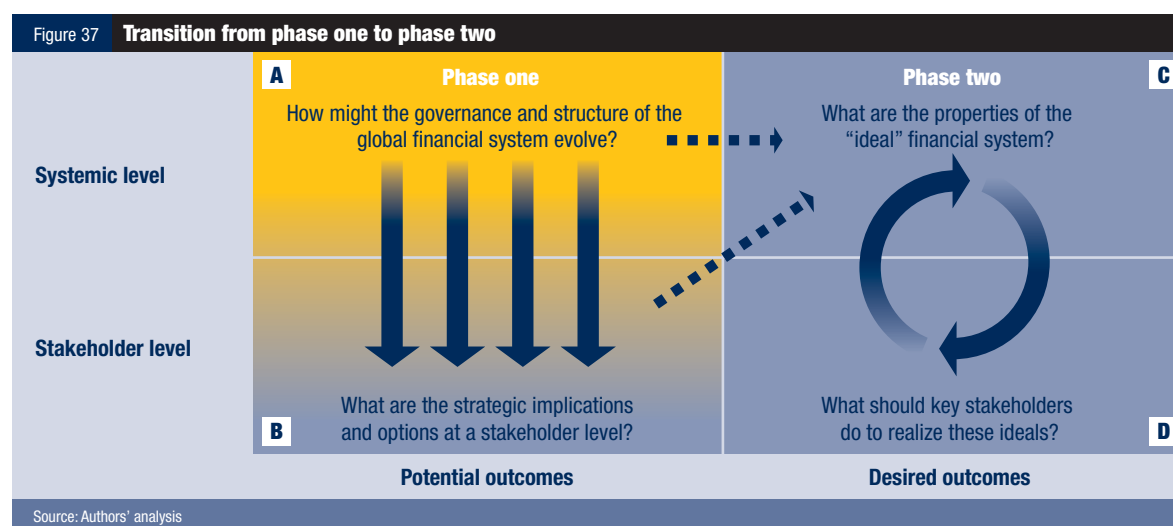 Figure 37 Transition from phase one to phase two
A
Phase one
How might the governance and structure of the
global financial system evolve?
Phase two
C
What are the properties of the
“ideal” financial system?
Systemic level
Stakeholder level
What are the strategic implications
B and options at a stakeholder level?
What should key stakeholders
do to realize these ideals? D
Potential outcomes
Desired outcomes
Source: Authors’ analysis